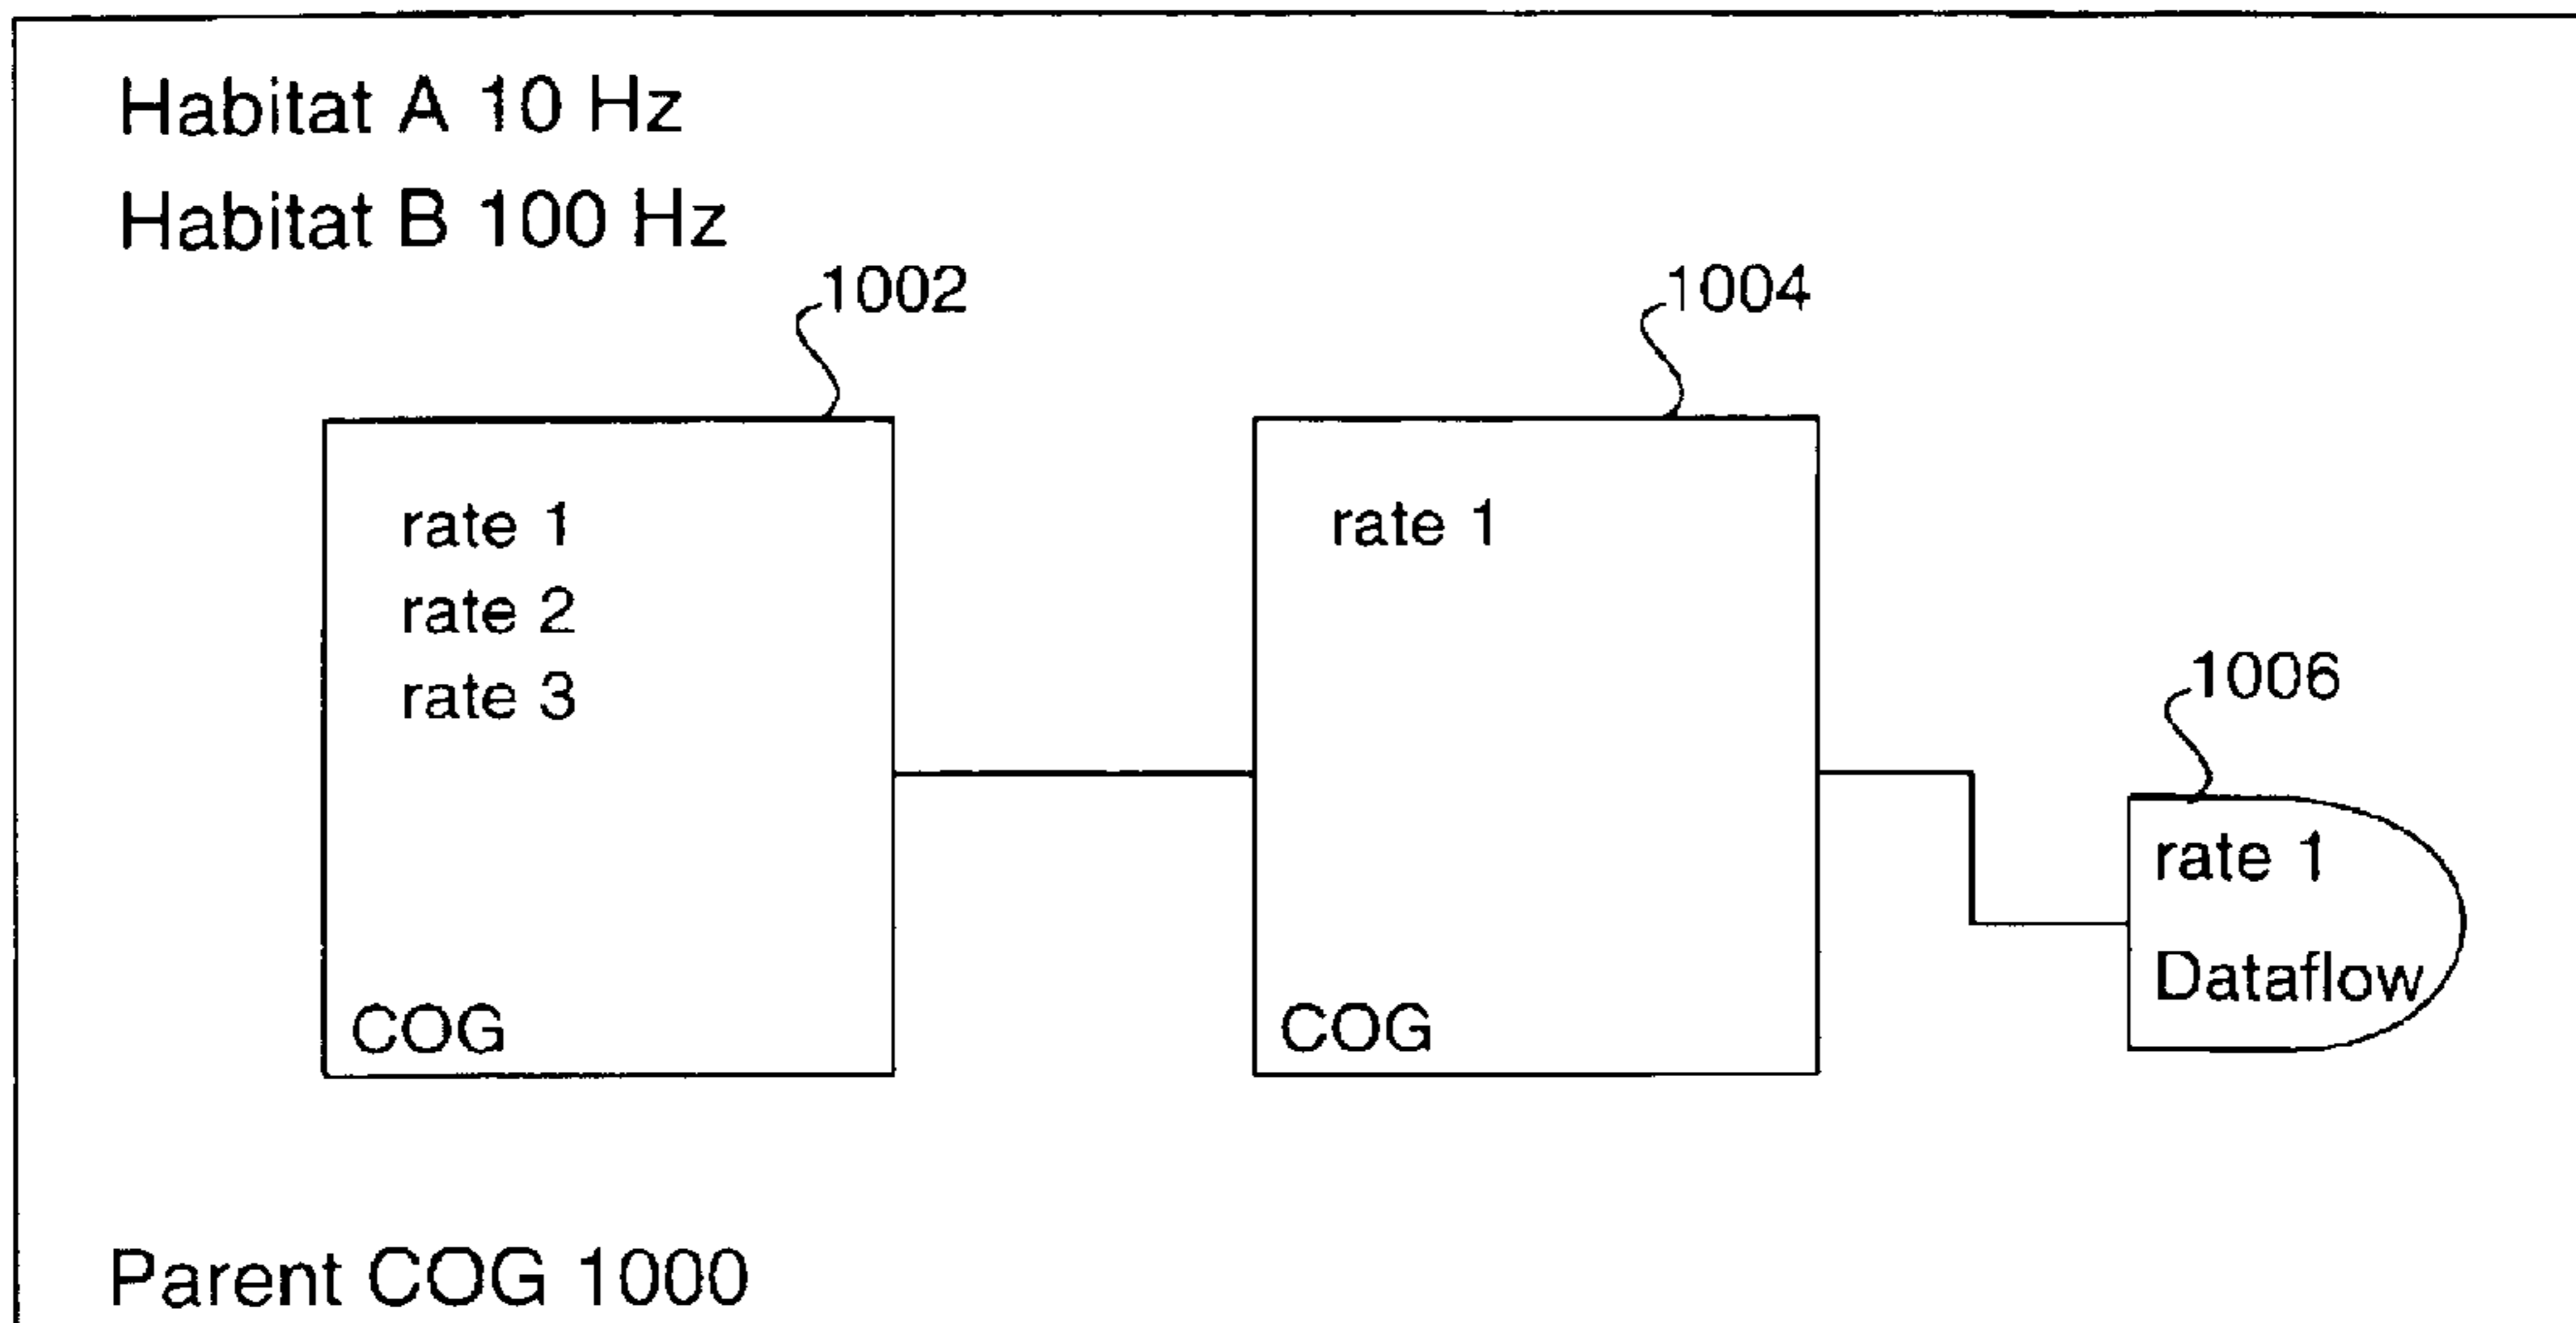 Habitat A 10 Hz
Habitat B 100 Hz
1002
1004
rate 1
rate 2
rate 3
rate 1
1006
rate 1
Dataflow
COG
COG
Parent COG 1000